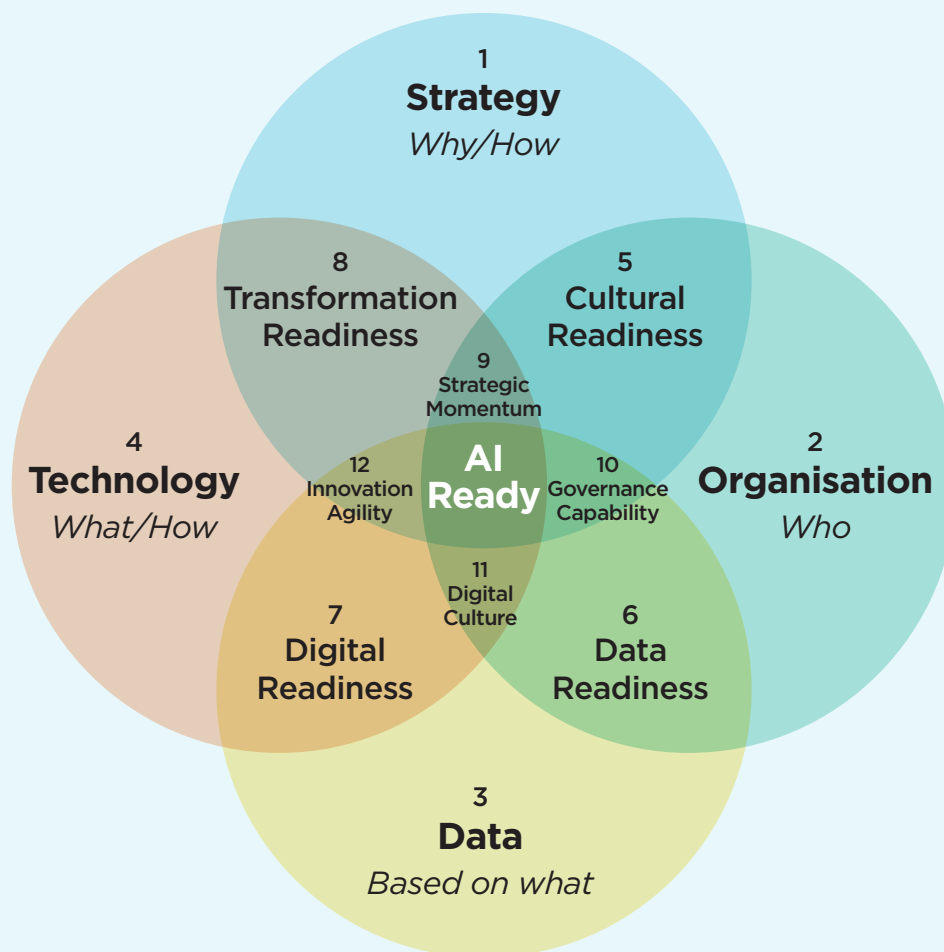 1
Strategy
Why/How
8
Transformation
Readiness
5
Cultural
Readiness
9
Strategic
Momentum
4
Technology
What/How
12
Innovation
Agility
AI
Ready
10
Governance
Capability
2
Organisation
Who
11
Digital
Culture
7
Digital
Readiness
6
Data
Readiness
3
Data
Based on what